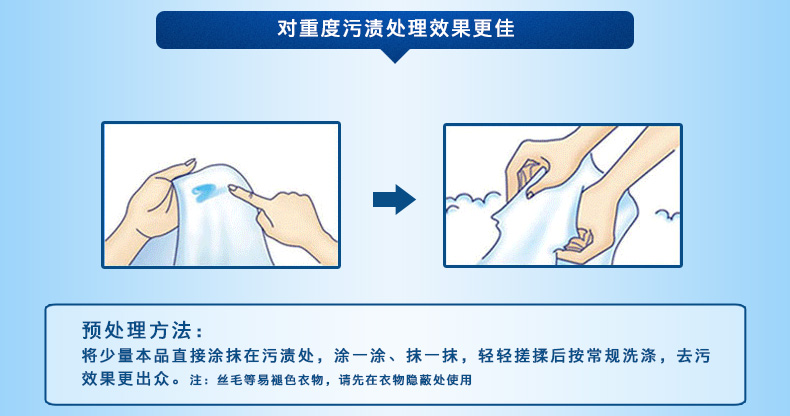 对重度污渍处理效果更佳
预处理方法：
将少量本品直接涂抹在污渍处，涂一涂、抹一抹，轻轻搓揉后按常规洗涤，去污
效果更出众。注：丝毛等易褪色衣物，请先在衣物隐蔽处使用